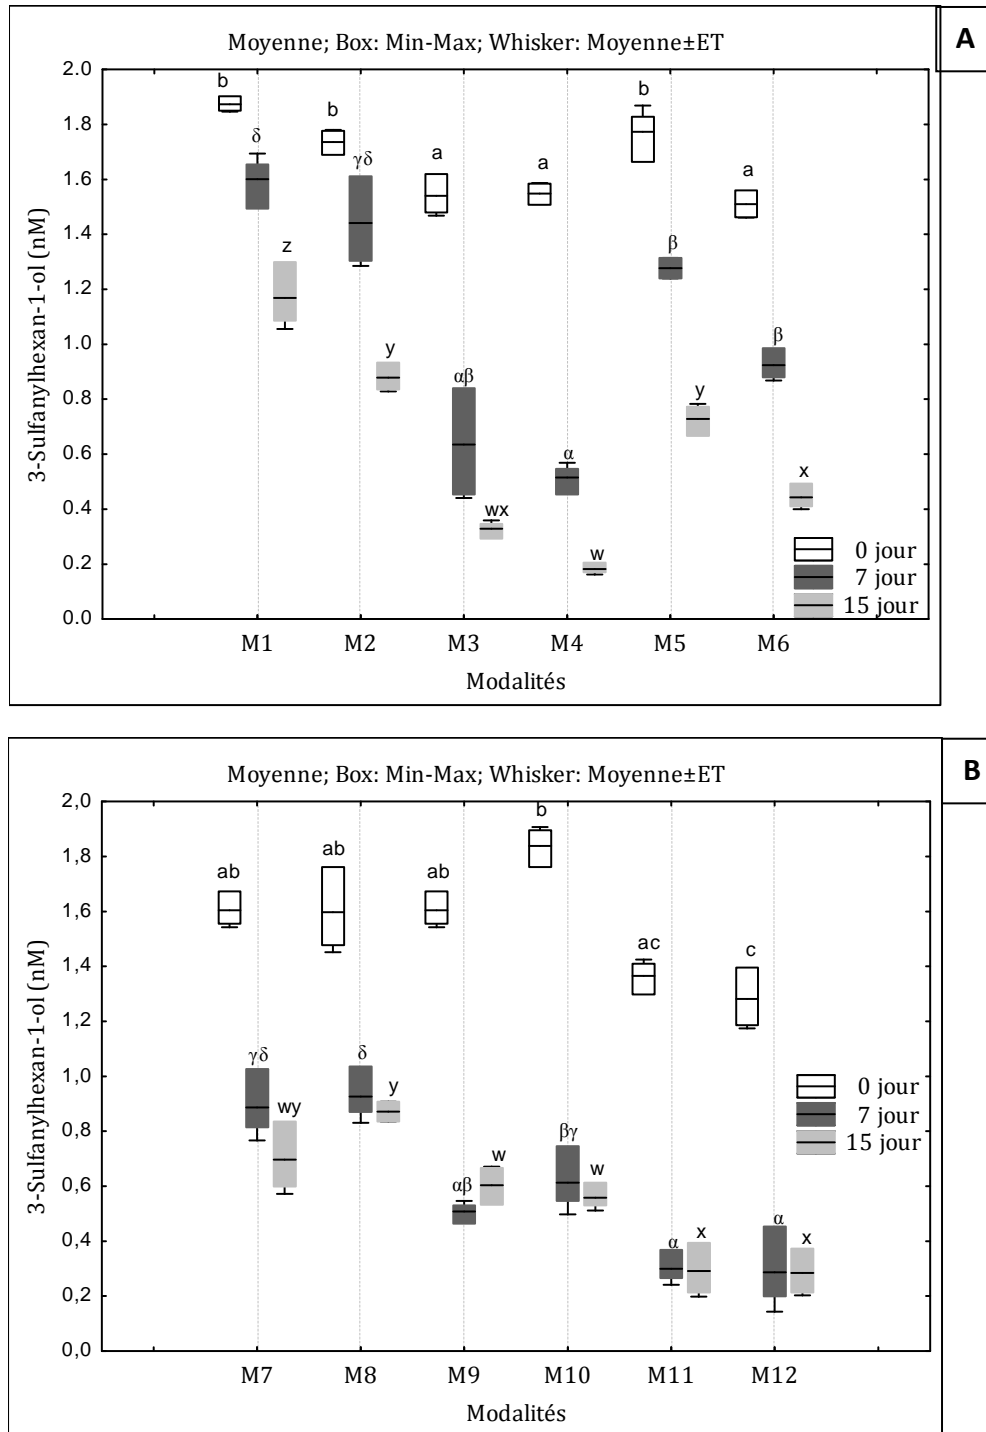 A
Moyenne; Box: Min-Max; Whisker: Moyenne±ET
3-Sulfanylhexan-1-ol (nM)
2.0
1.8
1.6
1.4
1.2
1.0
0.8
0.6
0.4
0.2
0.0
b
b
a
a
b
a
δ
γδ
αβ
α
β
β
z
y
wx
w
y
x
0 jour
7 jour
15 jour
M1 M2 M3 M4 M5 M6
Modalités
B
Moyenne; Box: Min-Max; Whisker: Moyenne±ET
3-Sulfanylhexan-1-ol (nM)
2,0
1,8
1,6
1,4
1,2
1,0
0,8
0,6
0,4
0,2
0,0
ab
ab
ab
b
ac
c
γδ
δ
αβ
βγ
α
α
wy
y
w
w
x
x
0 jour
7 jour
15 jour
M7 M8 M9 M10 M11 M12
Modalités